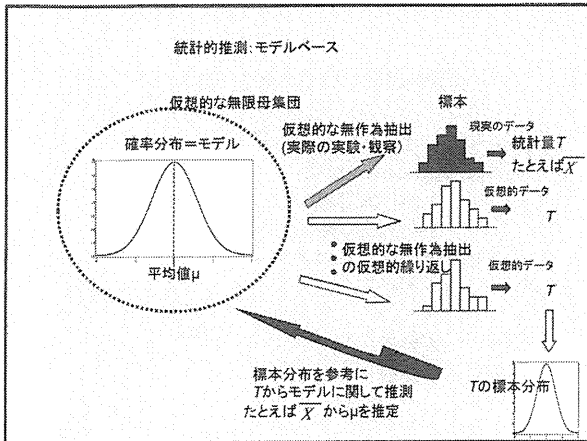 統計的推測:モデルベース
仮想的な無限母集団
確率分布=モデル
平均値μ
仮想的な無作為抽出
(実際の実験・観察)
標本
現実のデータ
統計量T
たとえばX̅
仮想的データ
T
仮想的な無作為抽出
の仮想的繰り返し
仮想的データ
T
標本分布を参考に
Tからモデルに関して推測
たとえば X̅ からμを推定
Tの標本分布